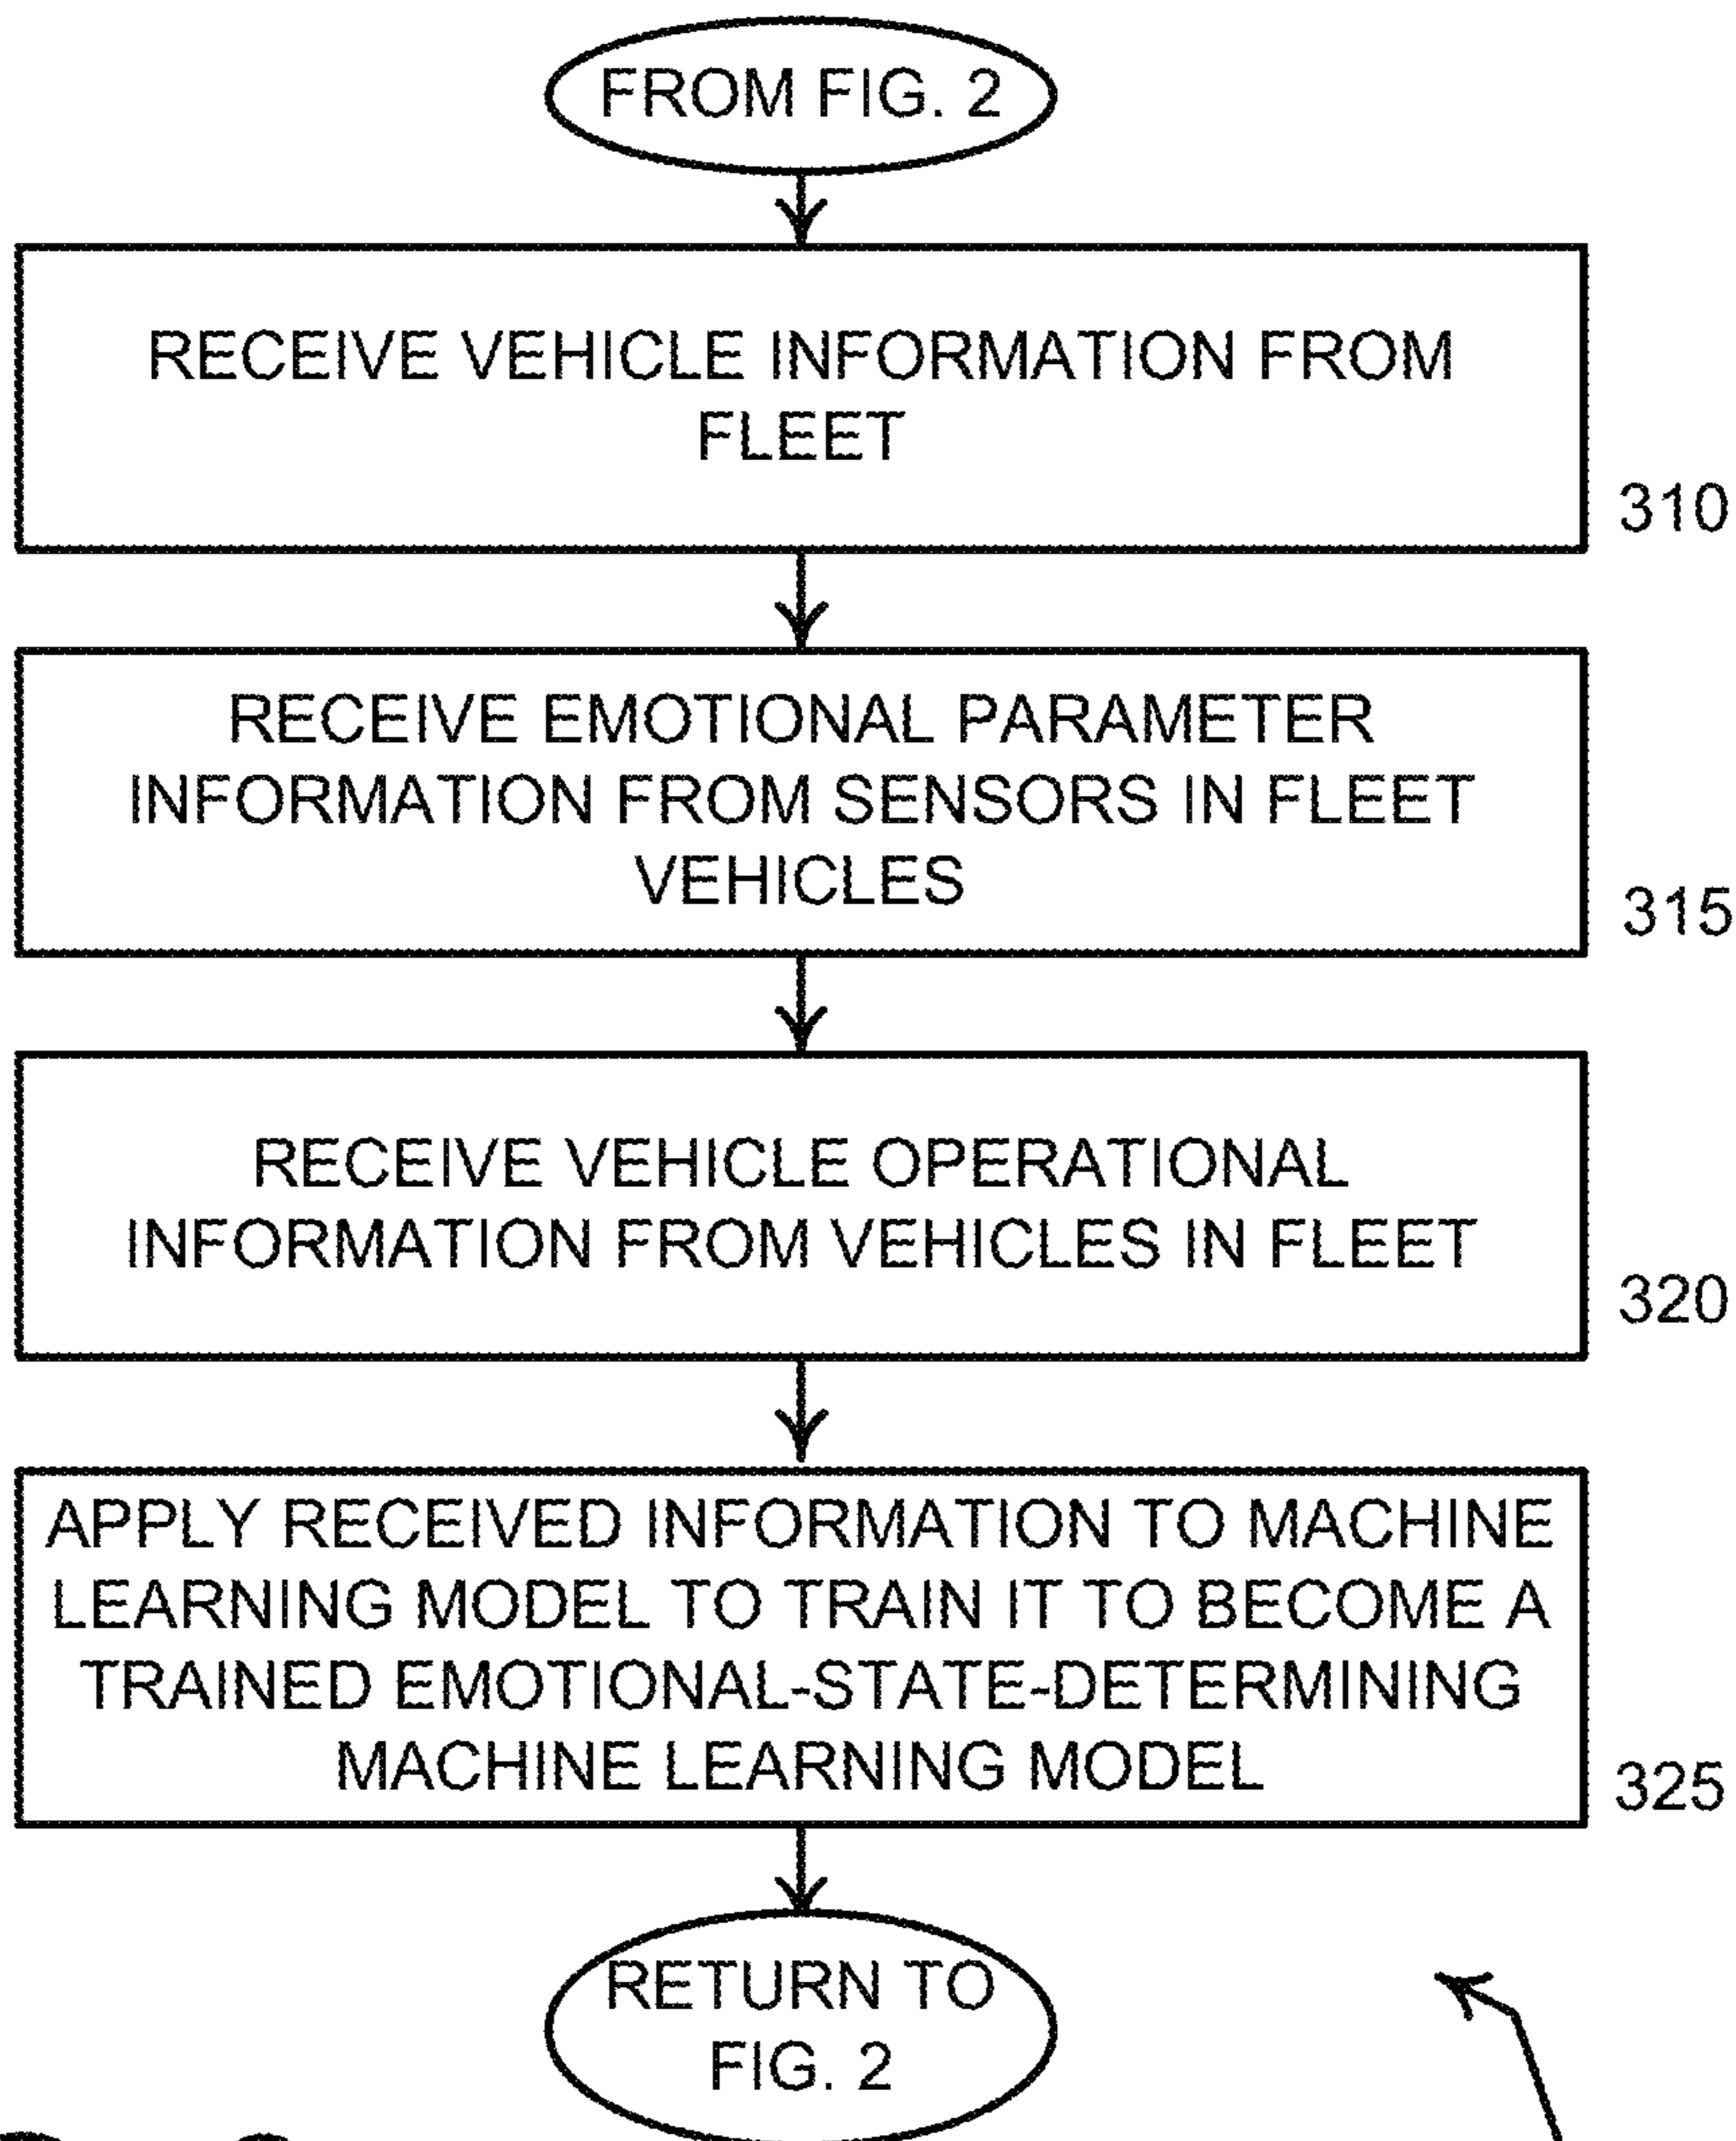 FROM FIG. 2
RECEIVE VEHICLE INFORMATION FROM
FLEET
310
RECEIVE EMOTIONAL PARAMETER
INFORMATION FROM SENSORS IN FLEET
VEHICLES
315
RECEIVE VEHICLE OPERATIONAL
INFORMATION FROM VEHICLES IN FLEET
320
APPLY RECEIVED INFORMATION TO MACHINE
LEARNING MODEL TO TRAIN IT TO BECOME A
TRAINED EMOTIONAL-STATE-DETERMINING
MACHINE LEARNING MODEL
325
RETURN TO
FIG. 2